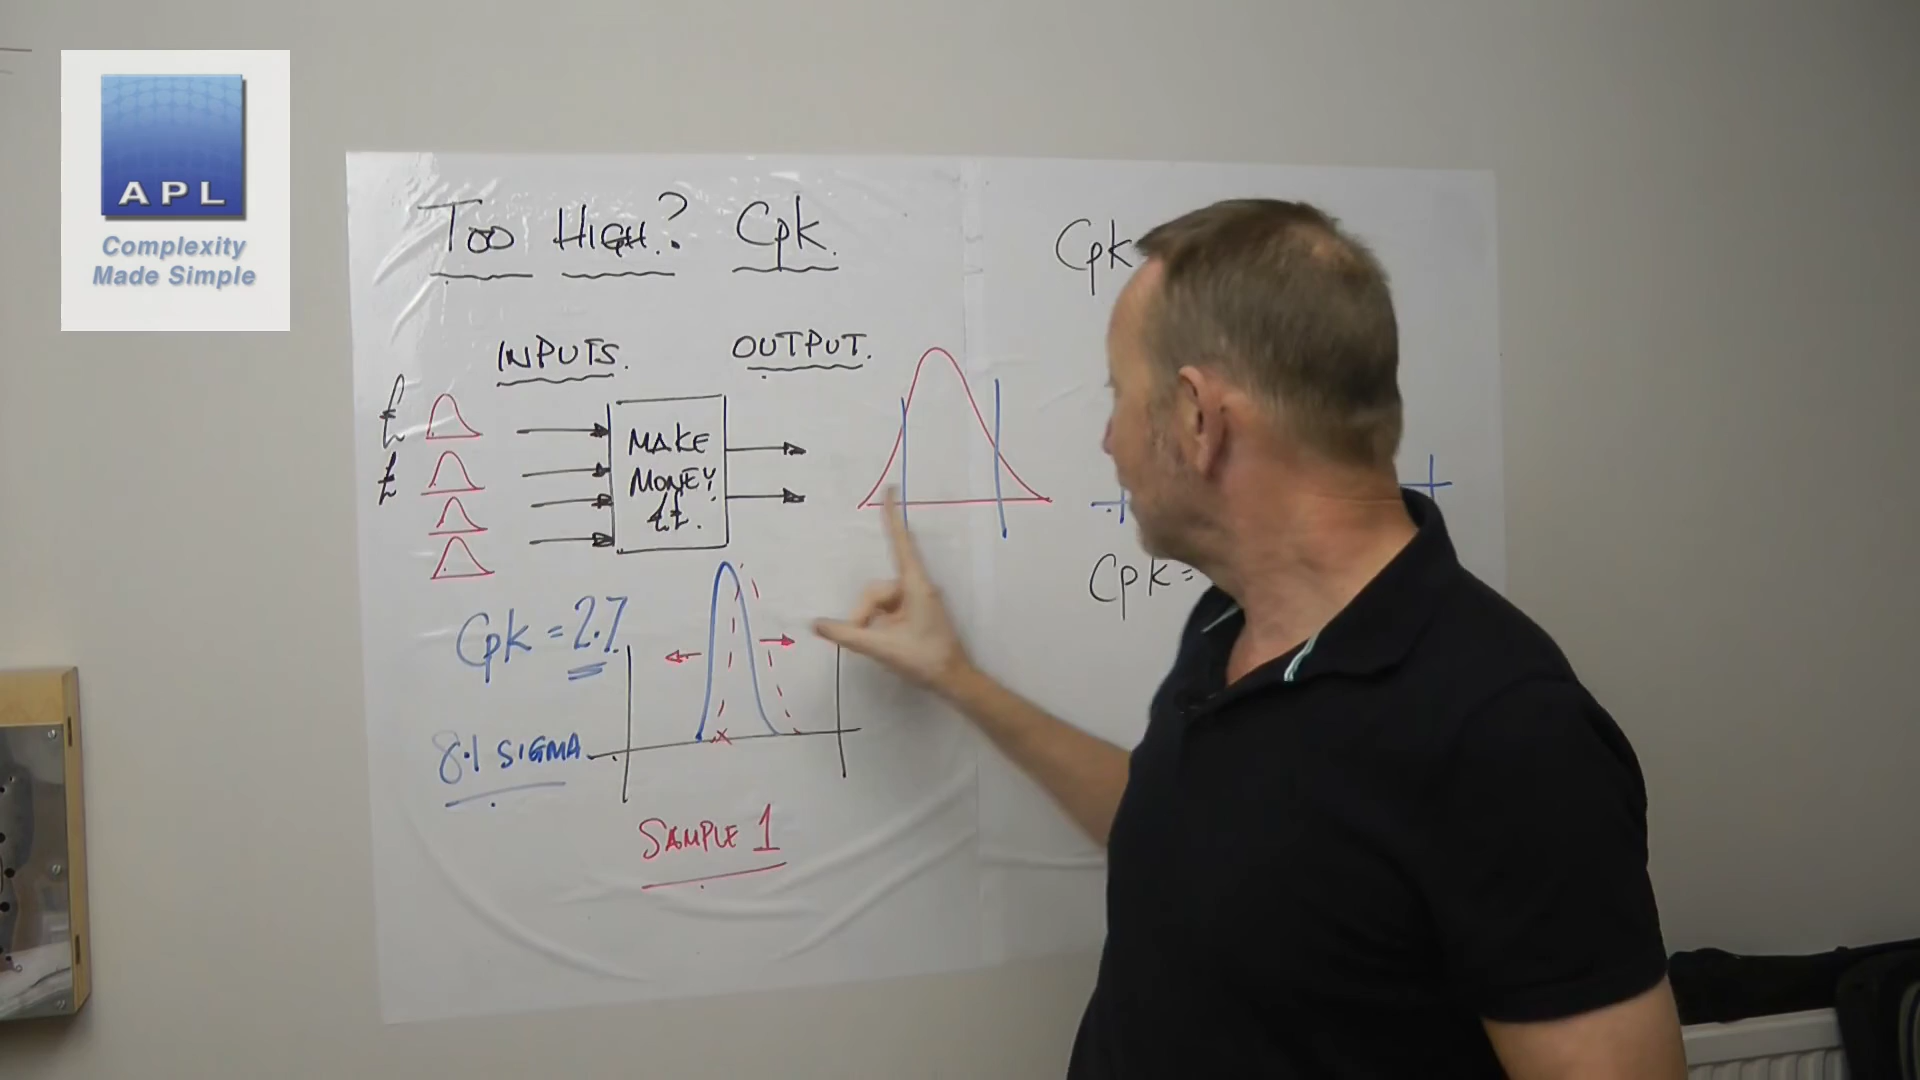 APL
Complexity
Made Simple
Too HIGH? Cpk.
INPUTS.
OUTPUT.
£
£
MAKE
MONEY
££.
Cpk = 2.7
8.1 SIGMA
SAMPLE 1
Cpk
Cpk=